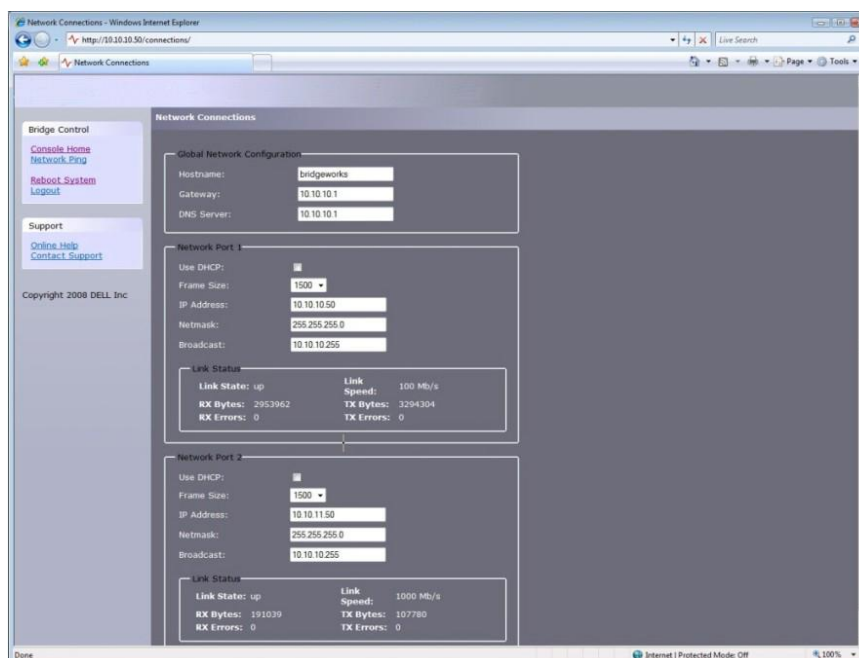 Network Connections - Windows Internet Explorer
http://10.10.10.50/connections/
Live Search
Network Connections
Page
Tools
Network Connections
Bridge Control
Console Home
Network Ping
Reboot System
Logout
Support
Online Help
Contact Support
Copyright 2008 DELL Inc
Global Network Configuration
Hostname: bridgeworks
Gateway: 10.10.10.1
DNS Server: 10.10.10.1
Network Port 1
Use DHCP:
Frame Size: 1500
IP Address: 10.10.10.50
Netmask: 255.255.255.0
Broadcast: 10.10.10.255
Link Status
Link State: up Link Speed: 100 Mb/s
RX Bytes: 2953962 TX Bytes: 3294304
RX Errors: 0 TX Errors: 0
Network Port 2
Use DHCP:
Frame Size: 1500
IP Address: 10.10.11.50
Netmask: 255.255.255.0
Broadcast: 10.10.10.255
Link Status
Link State: up Link Speed: 1000 Mb/s
RX Bytes: 191039 TX Bytes: 107780
RX Errors: 0 TX Errors: 0
Done
Internet | Protected Mode: Off
100%